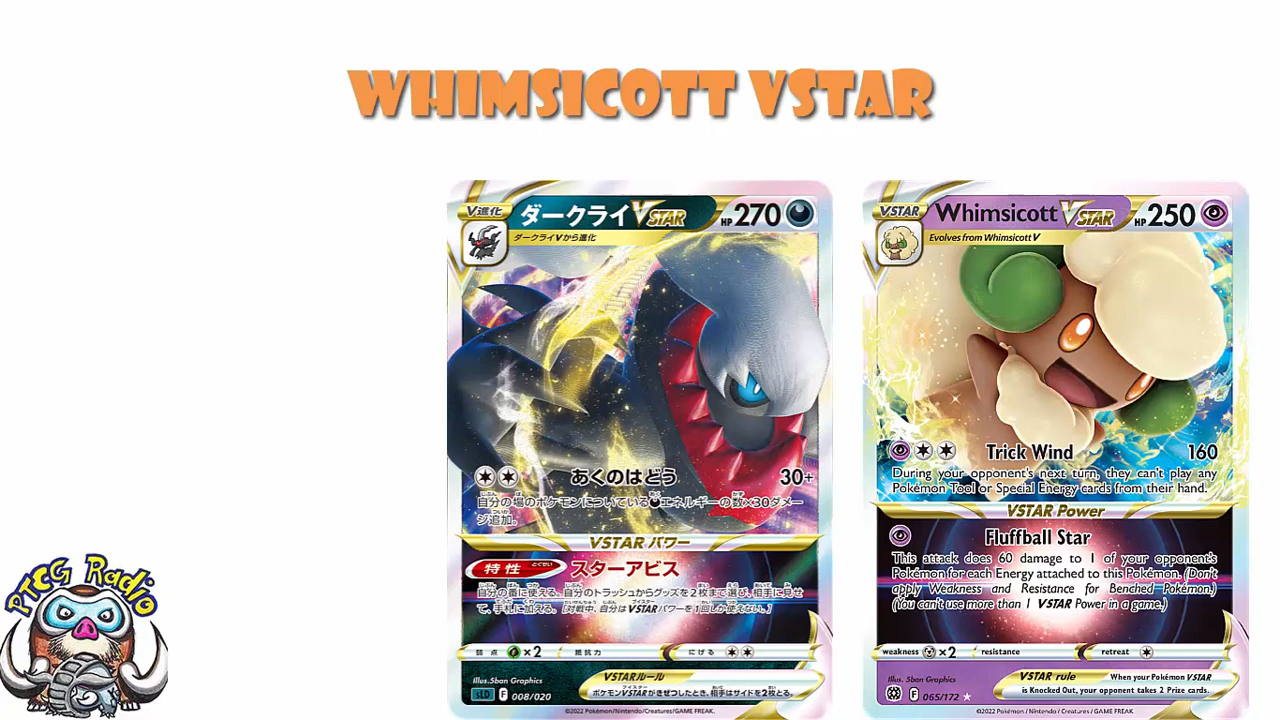 WHIMSICOTT VSTAR
V進化
ダークライVSTAR
HP270
ダークライVから進化
あくのはどう
30+
自分の場のポケモンについているエネルギーの数×30ダメー
ジ追加。
VSTARパワー
特性
スターアビス
自分の番に使える。自分のトラッシュからグッズを2枚まで選び、相手に見せ
て、手札に加える。[対戦中、自分はVSTARパワーを1回しか使えない。]
弱点 ×2 抵抗力 にげる
Illus. 5ban Graphics
F 008/020
VSTARルール
ポケモンVSTARがきぜつしたとき、相手はサイドを2枚とる。
©2022 Pokémon/Nintendo/Creatures/GAME FREAK.
VSTAR
Whimsicott VSTAR
HP250
Evolves from Whimsicott V
Trick Wind 160
During your opponent's next turn, they can't play any
Pokémon Tool or Special Energy cards from their hand.
VSTAR Power
Fluffball Star
This attack does 60 damage to 1 of your opponent's
Pokémon for each Energy attached to this Pokémon. (Don't
apply Weakness and Resistance for Benched Pokémon.)
(You can't use more than 1 VSTAR Power in a game.)
weakness ×2 resistance retreat
Illus. 5ban Graphics
F 065/172
VSTAR rule
When your Pokémon VSTAR
is Knocked Out, your opponent takes 2 Prize cards.
©2022 Pokémon / Nintendo / Creatures / GAME FREAK.
PTCG Radio